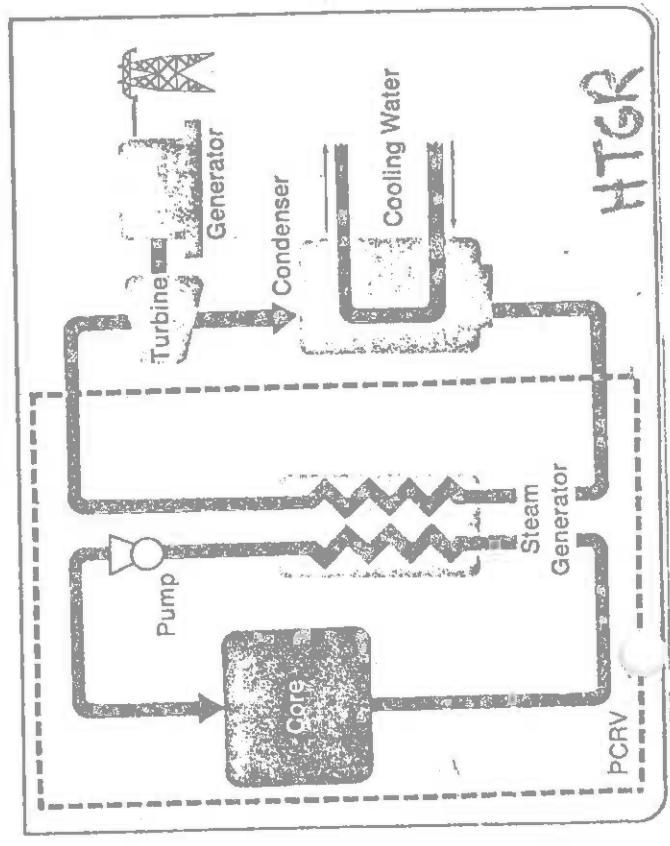 Generator
Turbine
Condenser
Cooling Water
Pump
Core
Steam
Generator
PCRV
HTGR